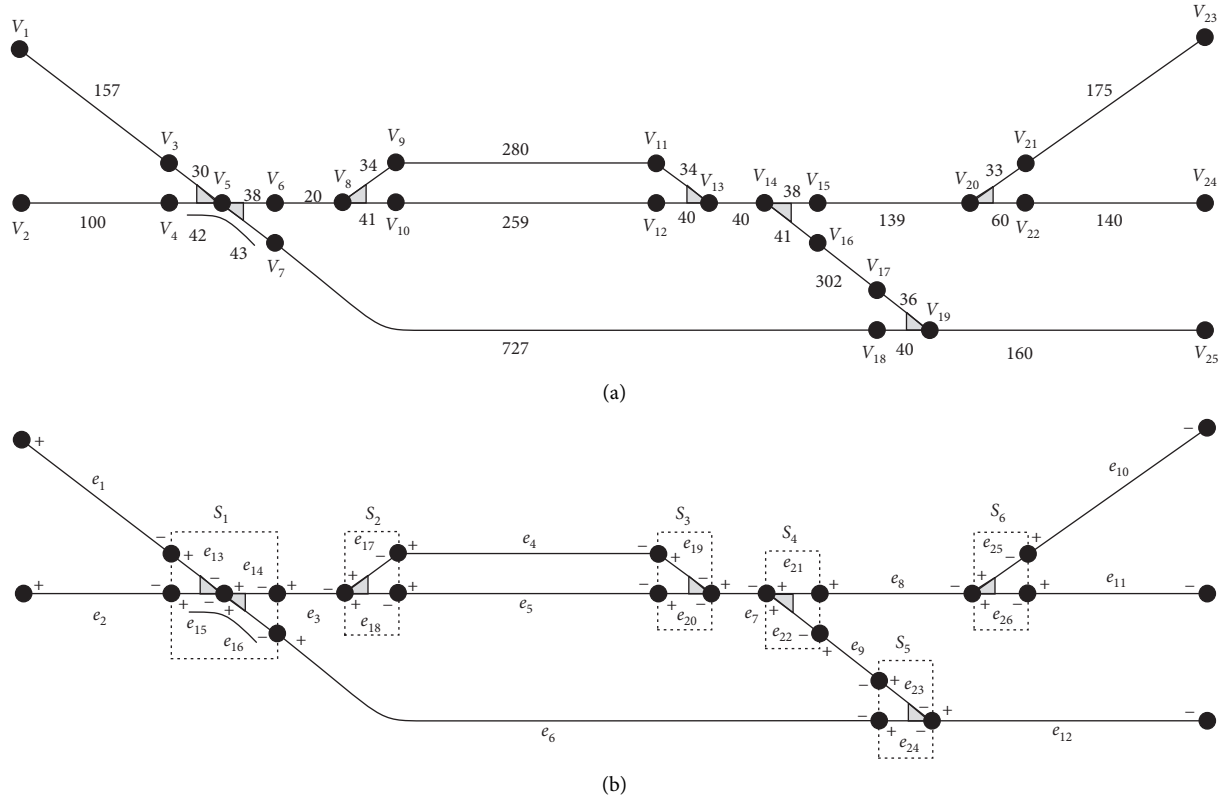 V23
V1
157
175
V3
V9
V11
V21
280
30
V5
V6
34
V8
34
V13
V14
V15
V20
33
V24
38
20
38
V2
100
V4
42
41
V10
259
V12
40
40
41
139
60
V22
140
43
V7
V16
V17
302
36
V19
727
V18
40
160
V25
(a)
+ −
e1
e10
S1
S2
S3
S4
S6
− + e13
e17 − +
e4
− e19
e25 +
+ e14 − +
+ − + e21 +
e8
− +
+ −
e2
+ − e15
+ e16 −
e3
+ e18 − +
e5
− + e20 −
e7
+ e22 −
+ e26 − +
e11
−
+
+
e9
S5
− + e23
e6
− + e24 − +
e12
−
(b)